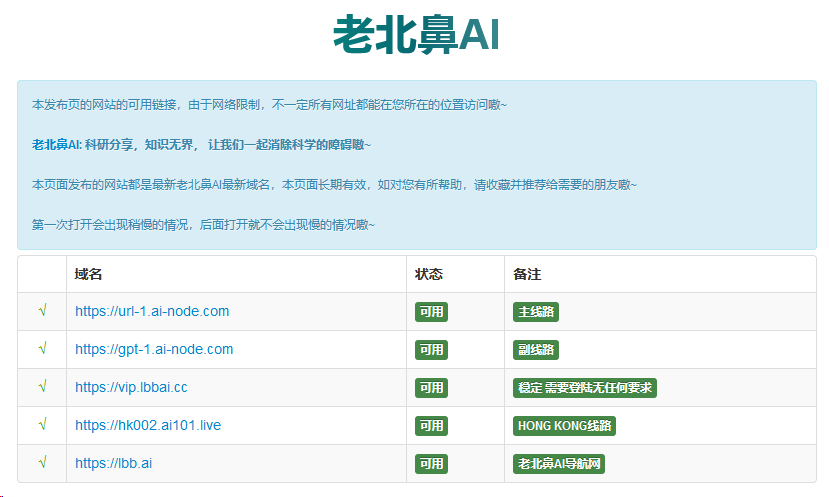 老北鼻AI
本发布页的网站的可用链接，由于网络限制，不一定所有网址都能在您所在的位置访问嗷~
老北鼻AI: 科研分享，知识无界， 让我们一起消除科学的障碍嗷~
本页面发布的网站都是最新老北鼻AI最新域名，本页面长期有效，如对您有所帮助，请收藏并推荐给需要的朋友嗷~
第一次打开会出现稍慢的情况，后面打开就不会出现慢的情况嗷~
域名 状态 备注
√ https://url-1.ai-node.com 可用 主线路
√ https://gpt-1.ai-node.com 可用 副线路
√ https://vip.lbbai.cc 可用 稳定 需要登陆无任何要求
√ https://hk002.ai101.live 可用 HONG KONG线路
√ https://lbb.ai 可用 老北鼻AI导航网